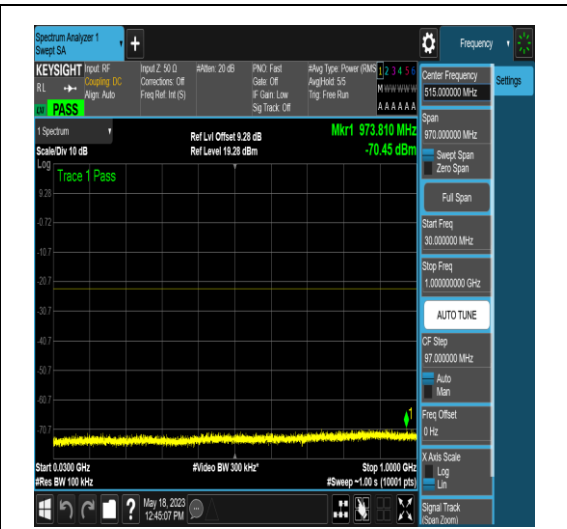 Spectrum Analyzer 1
Swept SA
+
Frequency
KEYSIGHT
Input: RF
Coupling: DC
Align: Auto
RL
PASS
Input Z: 50 Ω
Corrections: Off
Freq Ref: Int (S)
#Atten: 20 dB
PNO: Fast
Gate: Off
IF Gain: Low
Sig Track: Off
#Avg Type: Power (RMS
Avg|Hold: 5/5
Trig: Free Run
1 2 3 4 5 6
M W W W W W
A A A A A A
1 Spectrum
Scale/Div 10 dB
Ref Lvl Offset 9.28 dB
Ref Level 19.28 dBm
Mkr1 973.810 MHz
-70.45 dBm
Log
Trace 1 Pass
9.28
-0.72
-10.7
-20.7
-30.7
-40.7
-50.7
-60.7
-70.7
1
Start 0.0300 GHz
#Res BW 100 kHz
#Video BW 300 kHz*
Stop 1.0000 GHz
#Sweep ~1.00 s (10001 pts)
?
May 18, 2023
12:45:07 PM
Center Frequency
515.000000 MHz
Settings
Span
970.000000 MHz
Swept Span
Zero Span
Full Span
Start Freq
30.000000 MHz
Stop Freq
1.000000000 GHz
AUTO TUNE
CF Step
97.000000 MHz
Auto
Man
Freq Offset
0 Hz
X Axis Scale
Log
Lin
Signal Track
(Span Zoom)